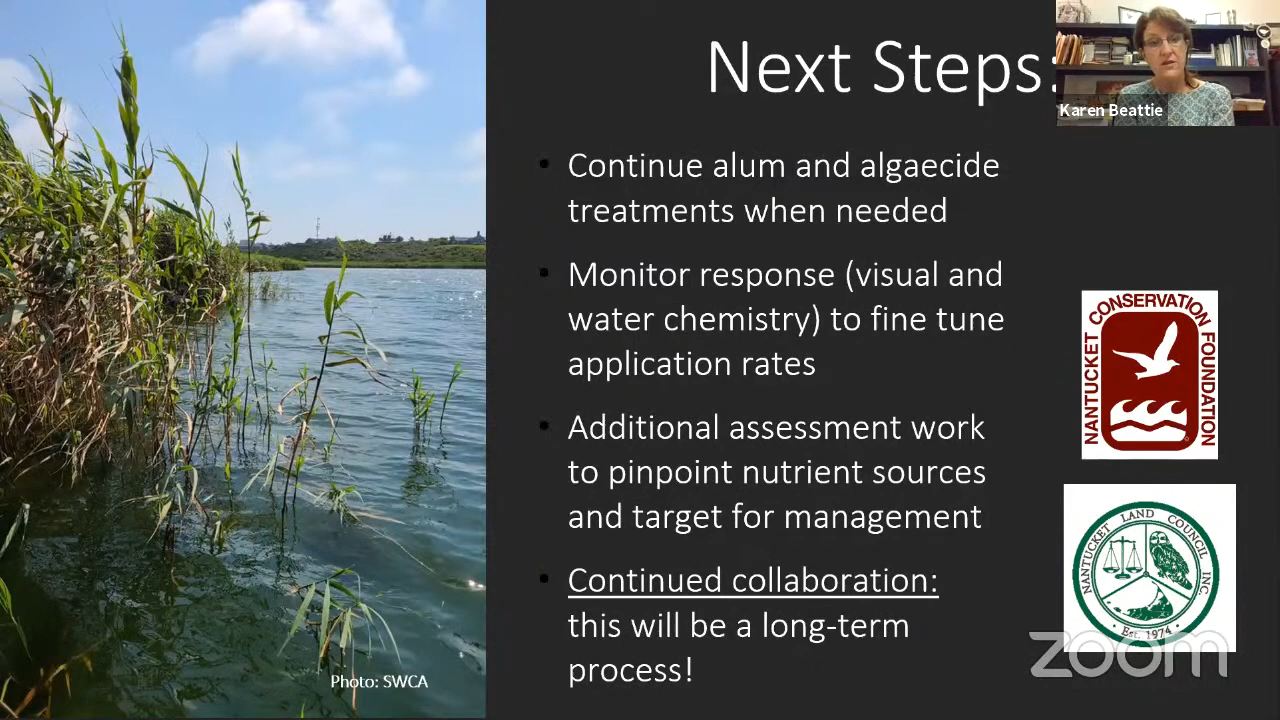 Next Steps:
Karen Beattie
• Continue alum and algaecide
treatments when needed
• Monitor response (visual and
water chemistry) to fine tune
application rates
• Additional assessment work
to pinpoint nutrient sources
and target for management
• Continued collaboration:
this will be a long-term
process!
NANTUCKET CONSERVATION FOUNDATION
NANTUCKET LAND COUNCIL INC.
• Est. 1974 •
zoom
Photo: SWCA